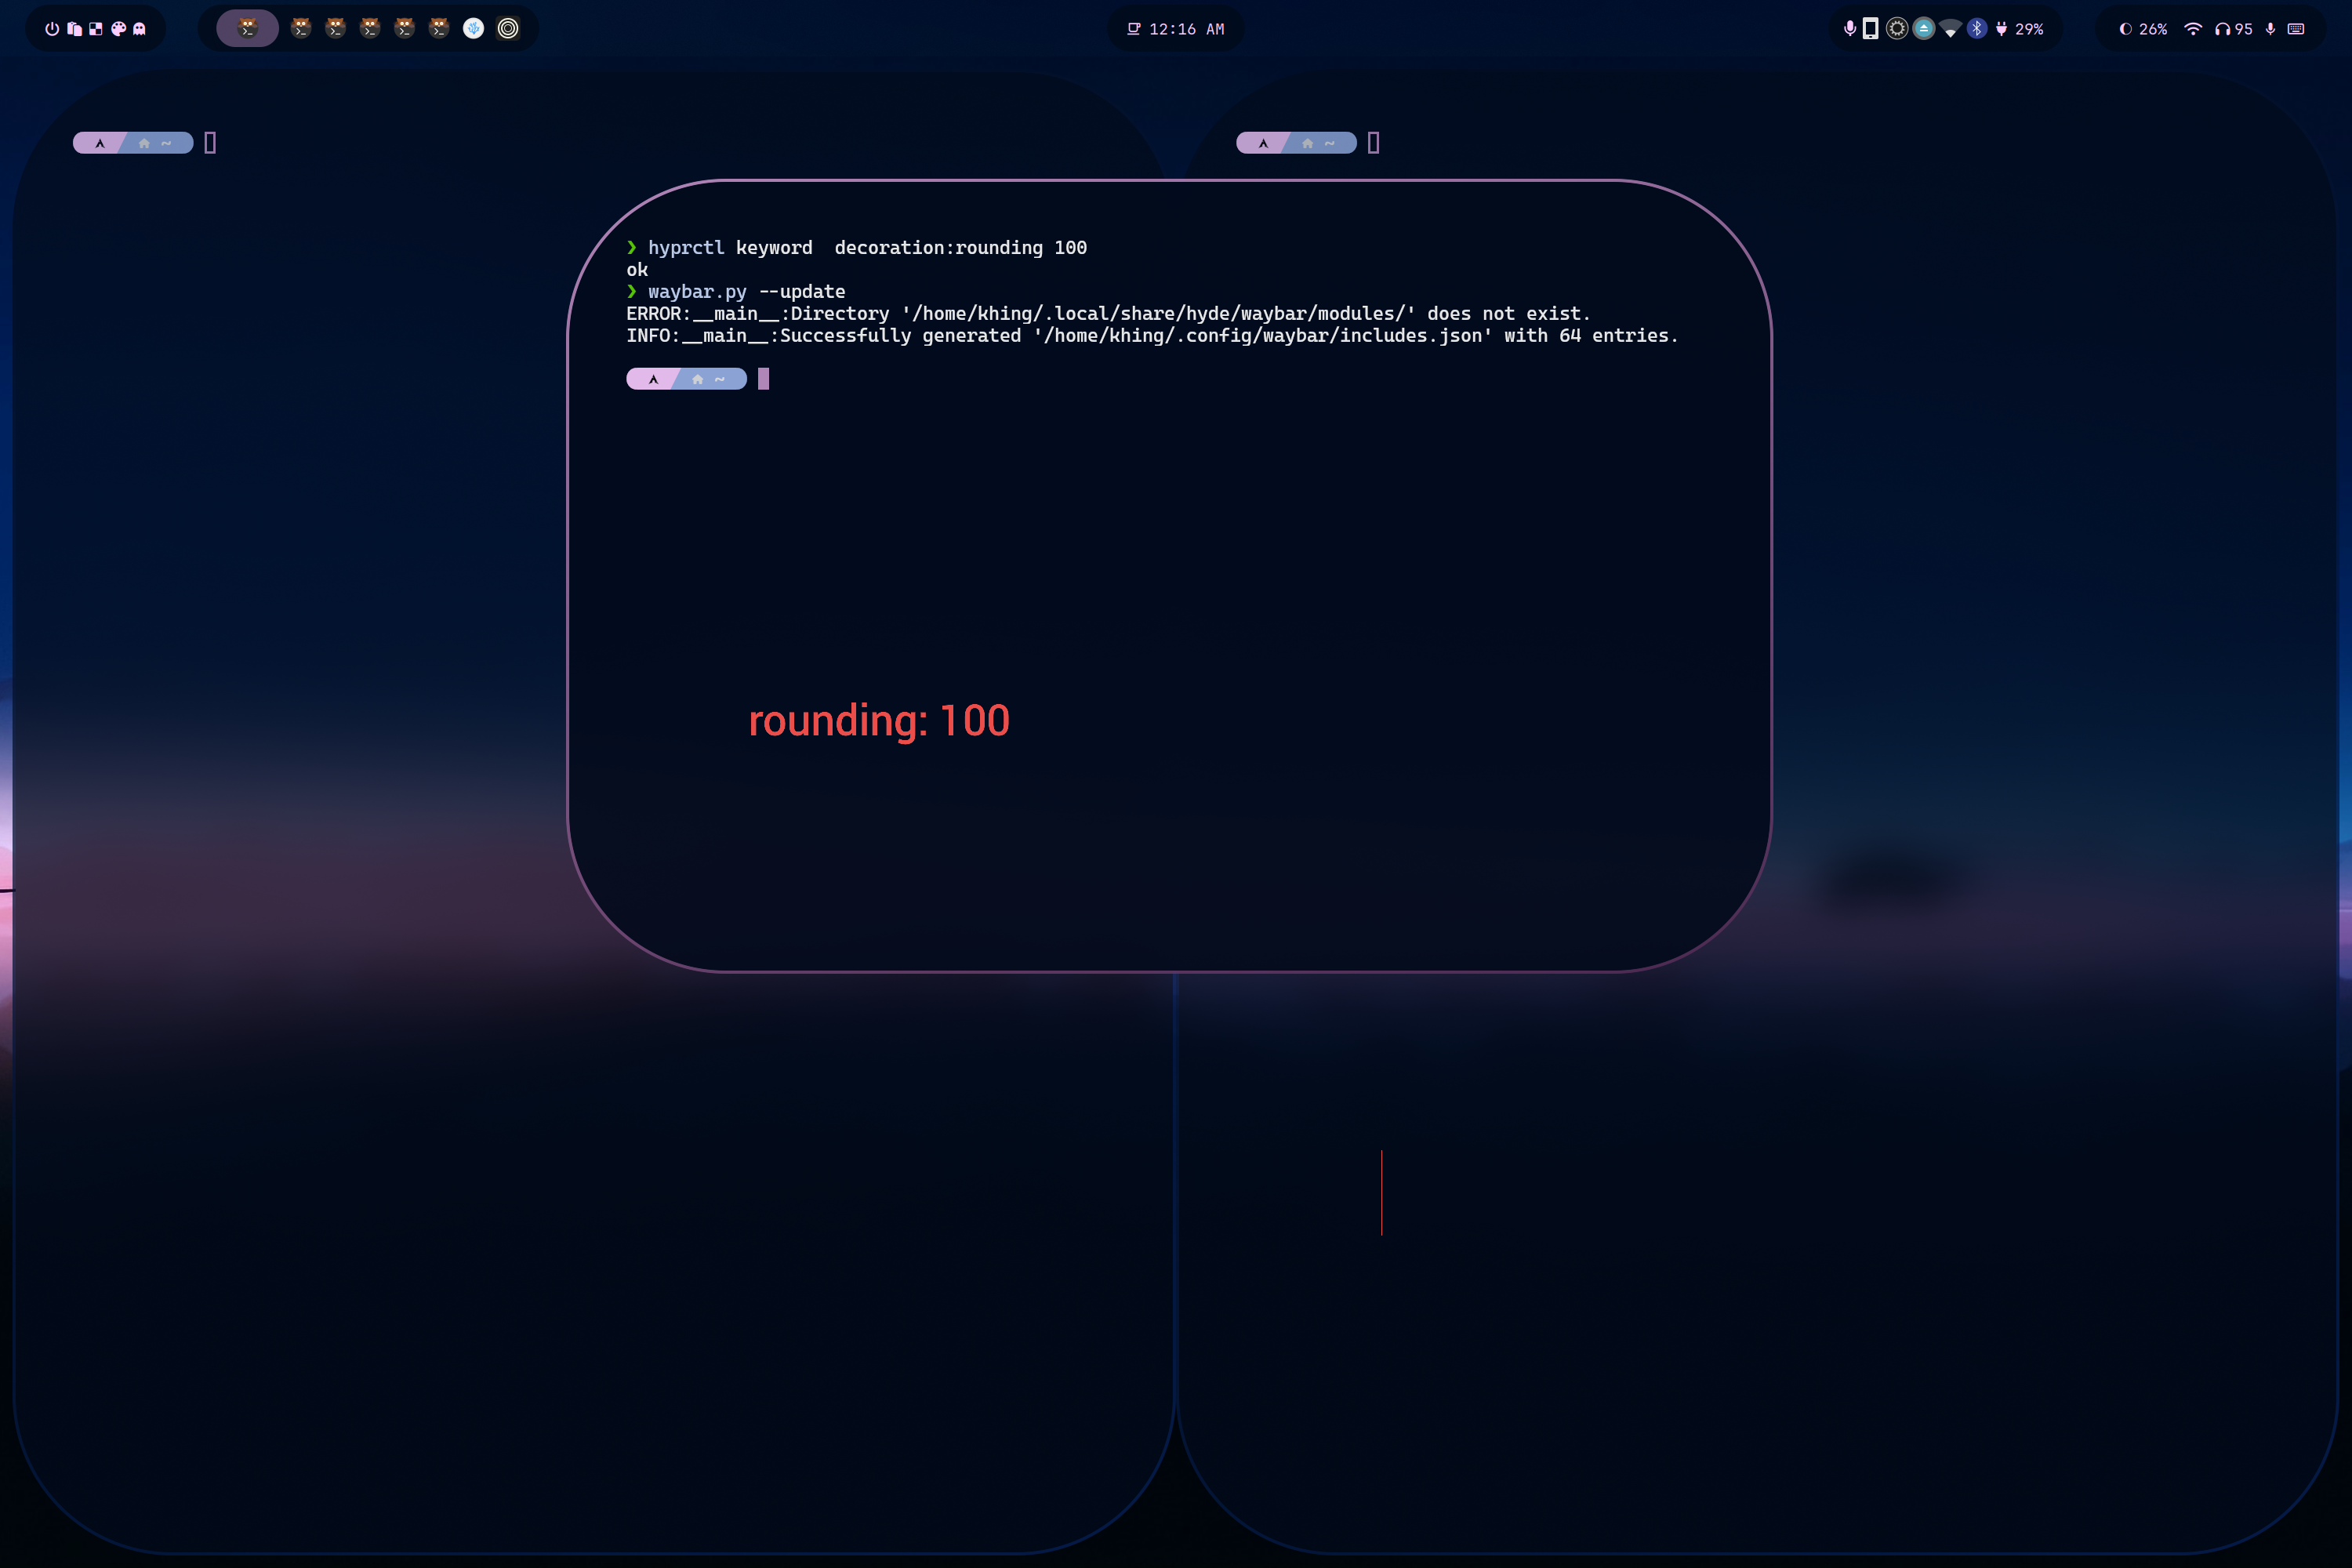 12:16 AM
29%
26%
95
~
~
❯ hyprctl keyword  decoration:rounding 100
ok
❯ waybar.py --update
ERROR:__main__:Directory '/home/khing/.local/share/hyde/waybar/modules/' does not exist.
INFO:__main__:Successfully generated '/home/khing/.config/waybar/includes.json' with 64 entries.
~
rounding: 100